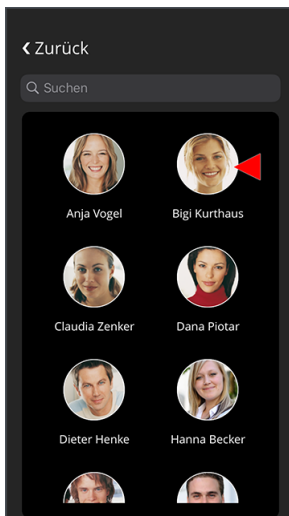 Zurück
Suchen
Anja Vogel
Bigi Kurthaus
Claudia Zenker
Dana Piotar
Dieter Henke
Hanna Becker